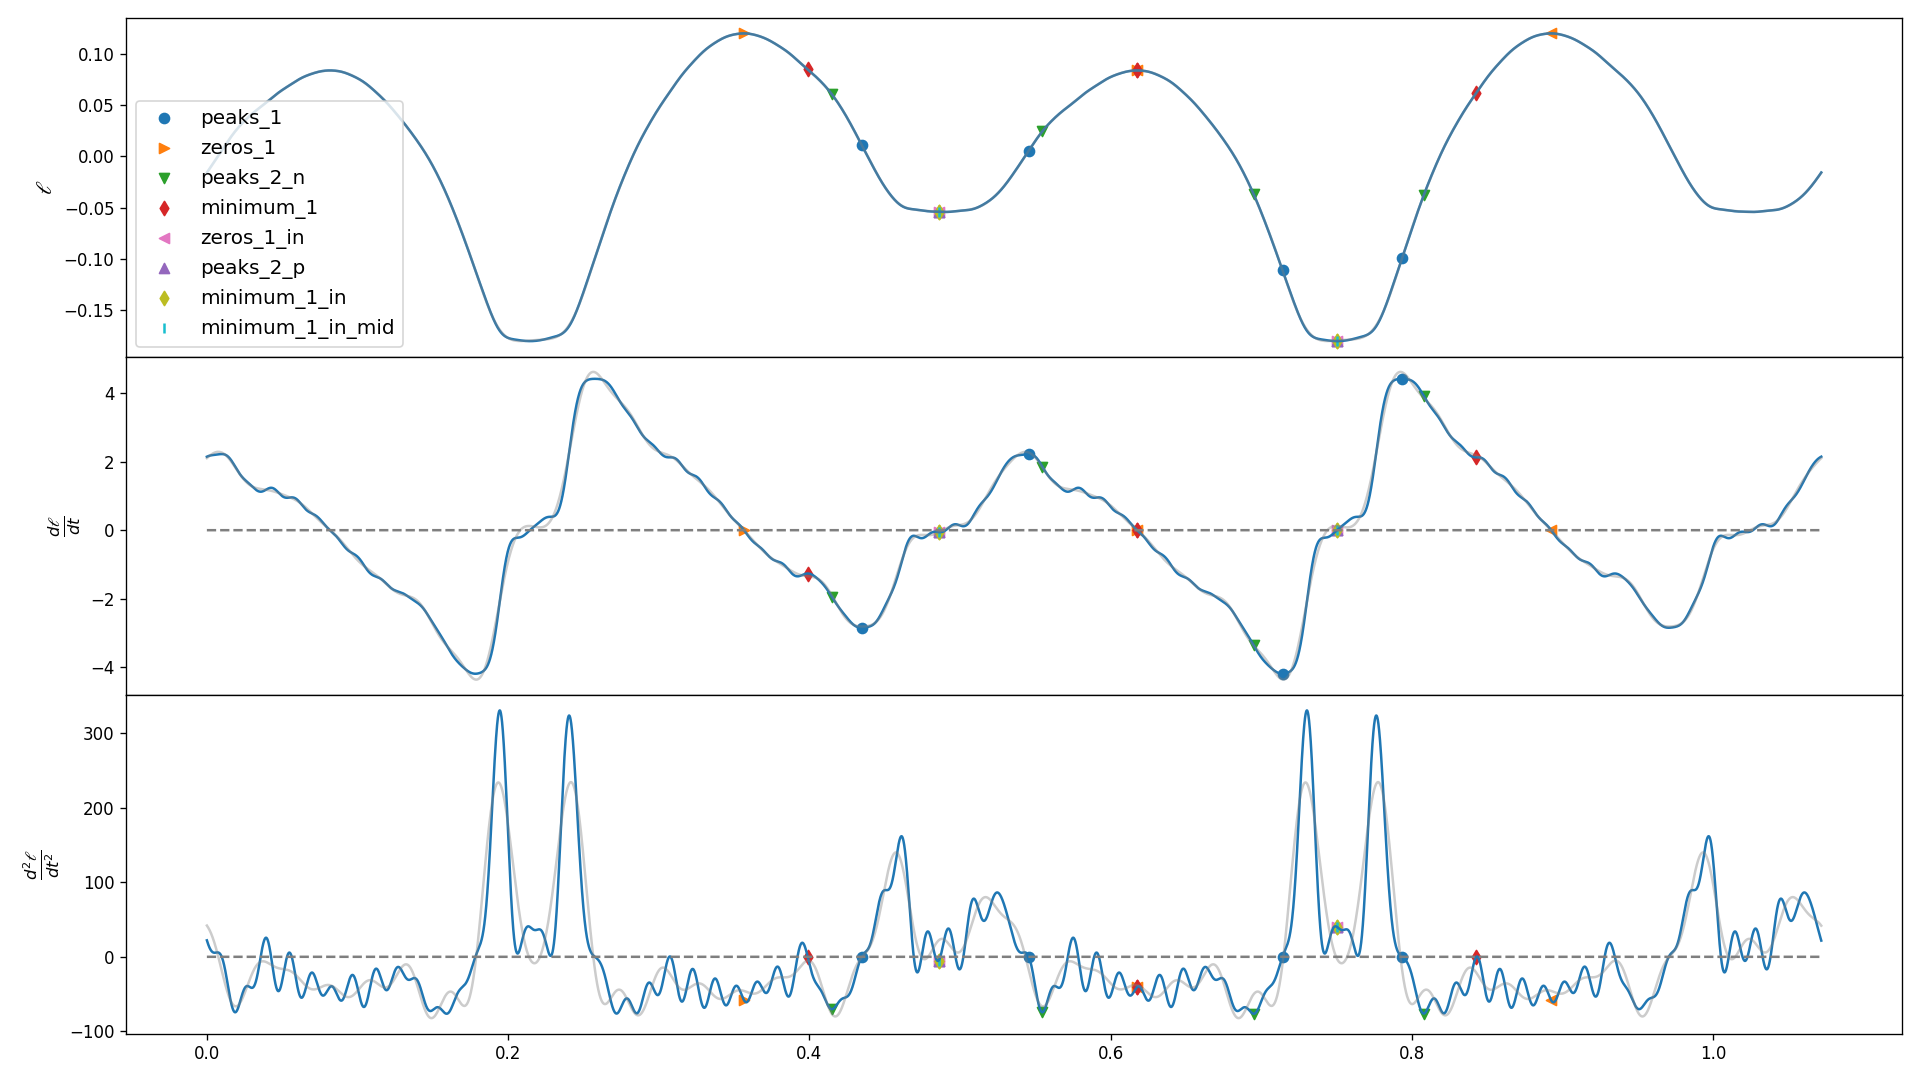 0.10
0.05
0.00
−0.05
−0.10
−0.15
ℓ
peaks_1
zeros_1
peaks_2_n
minimum_1
zeros_1_in
peaks_2_p
minimum_1_in
minimum_1_in_mid
4
2
0
−2
−4
dℓ
dt
300
200
100
0
−100
d²ℓ
dt²
0.0 0.2 0.4 0.6 0.8 1.0